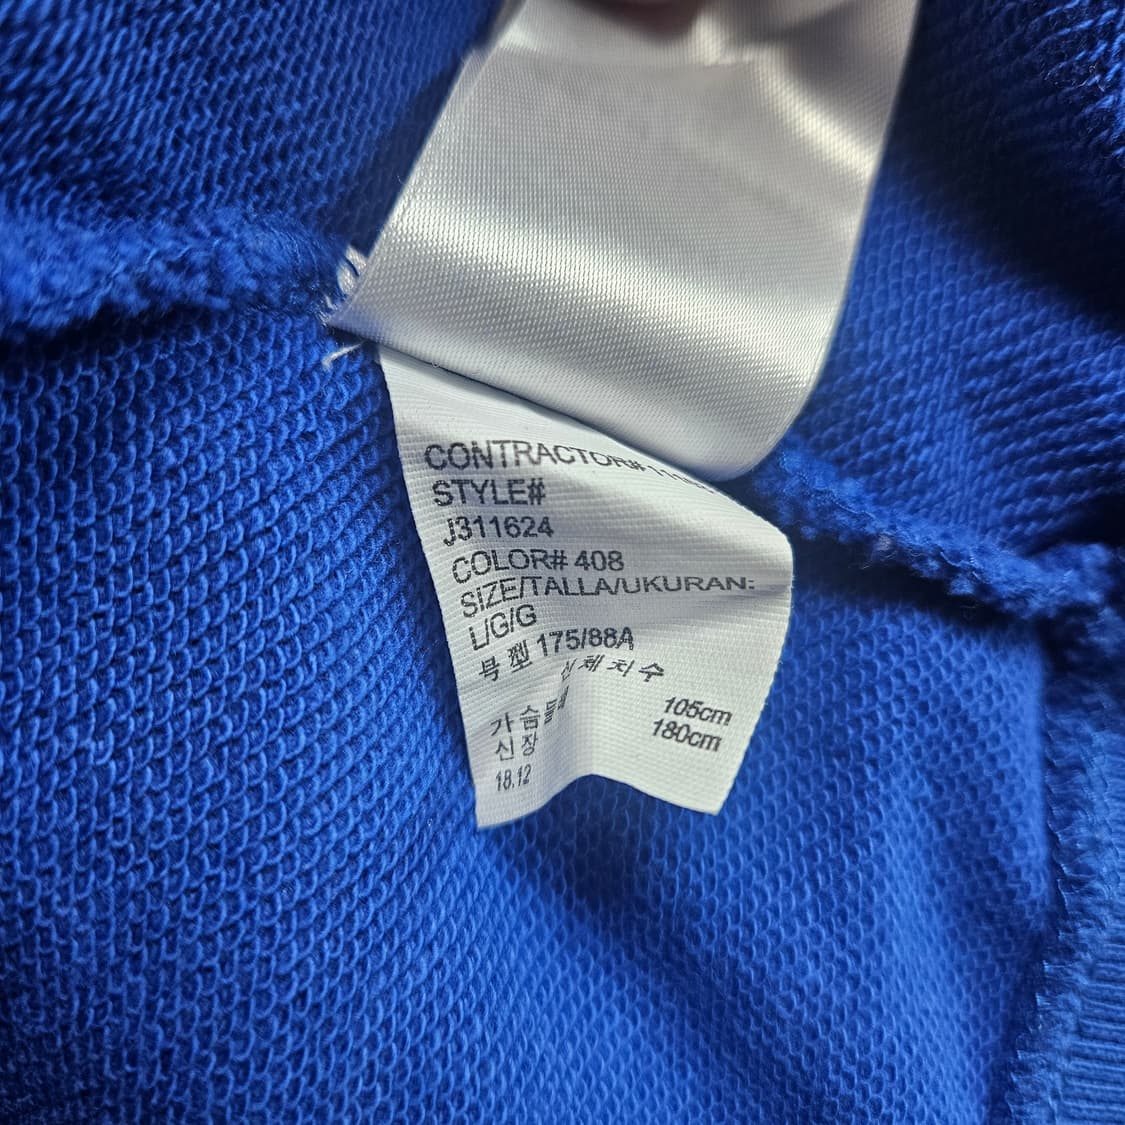 CONTRACTOR#
STYLE#
J311624
COLOR# 408
SIZE/TALLA/UKURAN:
L/G/G
号型 175/88A
신체치수
가슴둘레 105cm
신장 180cm
18.12